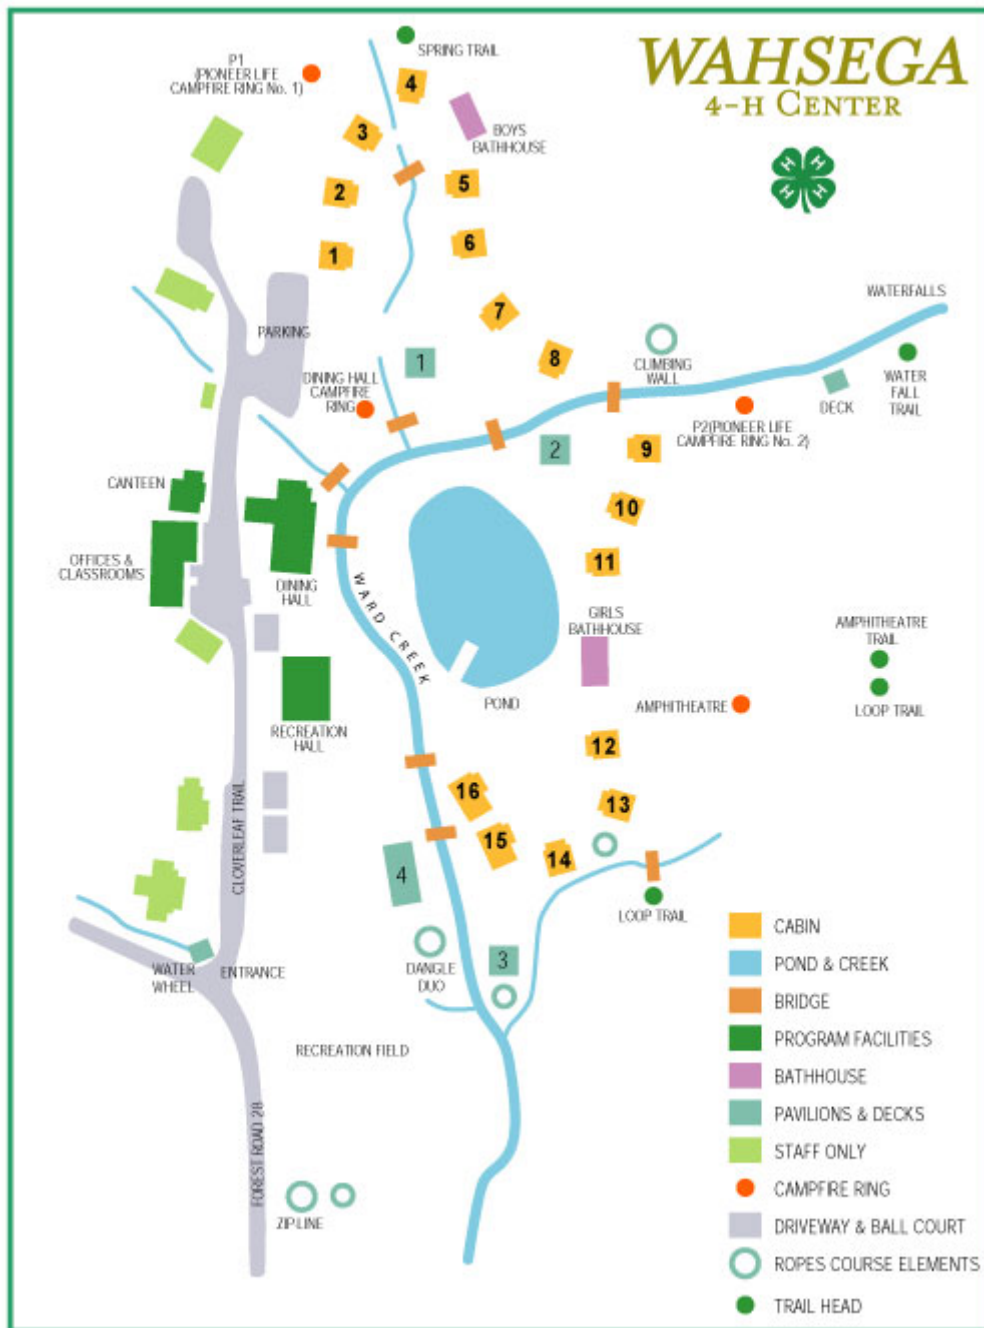 WAHSEGA
4-H CENTER
H H
H H
SPRING TRAIL
P1
(PIONEER LIFE
CAMPFIRE RING No. 1)
4
BOYS
BATHHOUSE
3
2
5
1
6
7
8
WATERFALLS
PARKING
1
CLIMBING
WALL
WATER
FALL
TRAIL
DECK
DINING HALL
CAMPFIRE
RING
P2(PIONEER LIFE
CAMPFIRE RING No. 2)
2
9
CANTEEN
10
OFFICES &
CLASSROOMS
DINING
HALL
11
WARD CREEK
GIRLS
BATHHOUSE
AMPHITHEATRE
TRAIL
LOOP TRAIL
POND
AMPHITHEATRE
RECREATION
HALL
12
16
13
CLOVERLEAF TRAIL
15
14
4
LOOP TRAIL
3
WATER
WHEEL
ENTRANCE
DANGLE
DUO
RECREATION FIELD
FOREST ROAD 28
ZIP LINE
CABIN
POND & CREEK
BRIDGE
PROGRAM FACILITIES
BATHHOUSE
PAVILIONS & DECKS
STAFF ONLY
CAMPFIRE RING
DRIVEWAY & BALL COURT
ROPES COURSE ELEMENTS
TRAIL HEAD